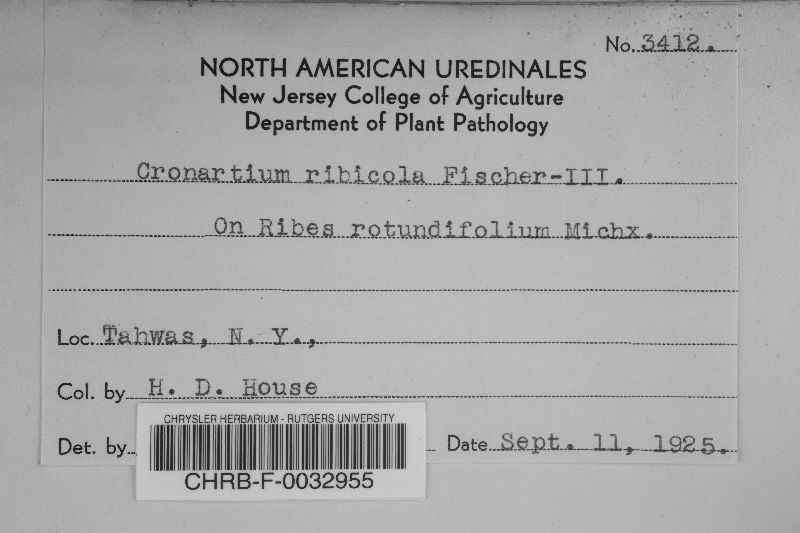 No. 3412.
NORTH AMERICAN UREDINALES
New Jersey College of Agriculture
Department of Plant Pathology
Cronartium ribicola Fischer-III.
On Ribes rotundifolium Michx.
Loc. Tahwas, N. Y.,
Col. by H. D. House
Det. by
Date Sept. 11, 1925.
CHRYSLER HERBARIUM - RUTGERS UNIVERSITY
CHRB-F-0032955